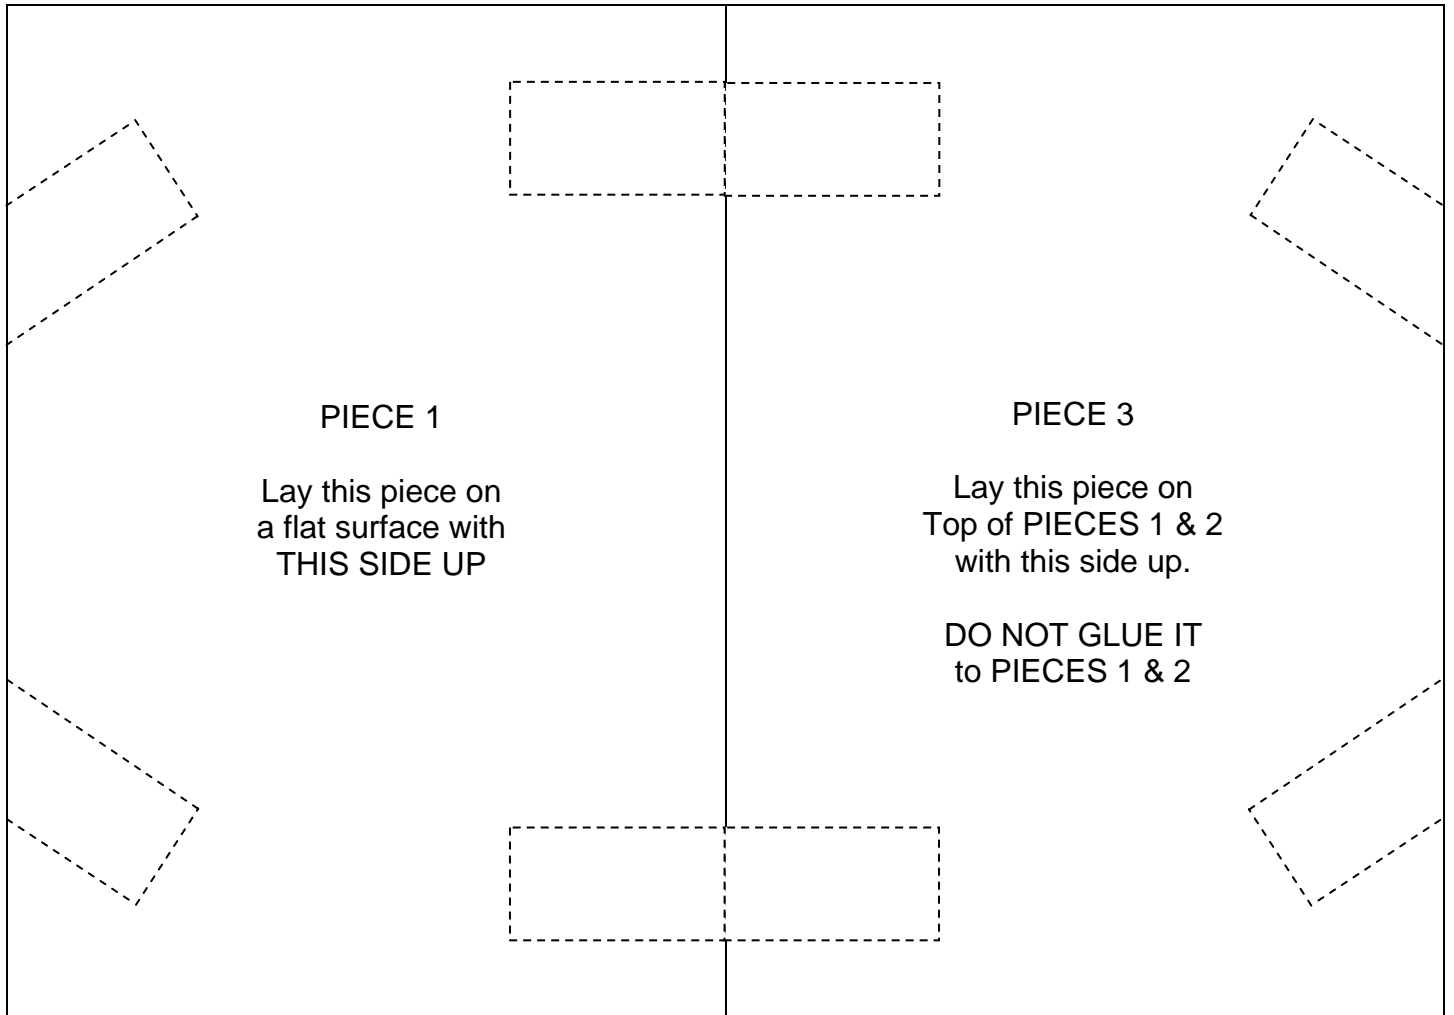 PIECE 1
Lay this piece on
a flat surface with
THIS SIDE UP
PIECE 3
Lay this piece on
Top of PIECES 1 & 2
with this side up.
DO NOT GLUE IT
to PIECES 1 & 2